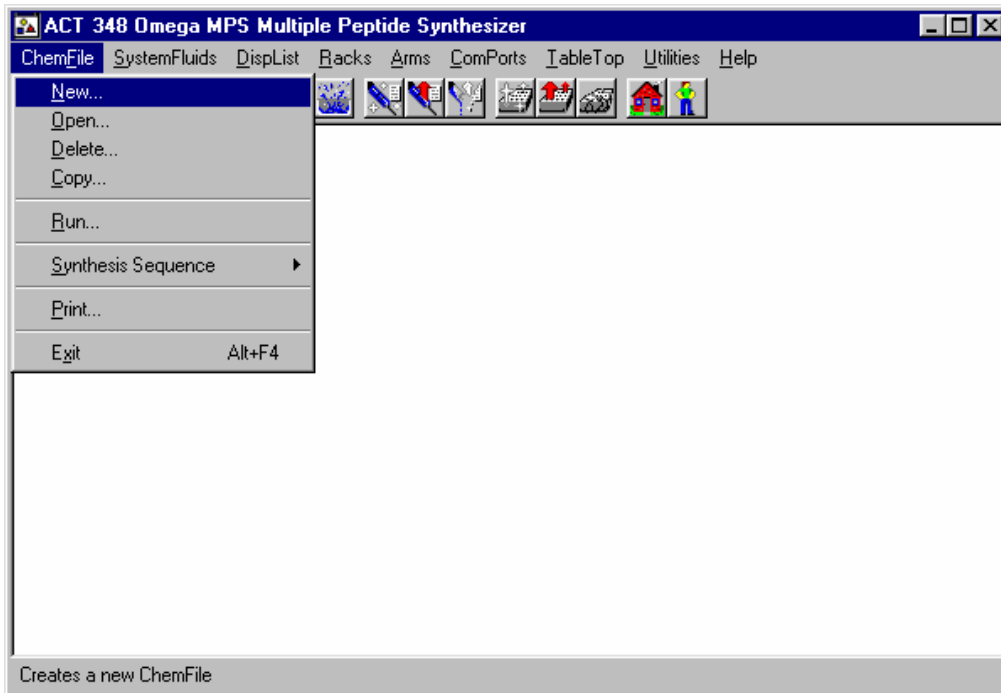 ACT 348 Omega MPS Multiple Peptide Synthesizer
ChemFile SystemFluids DispList Racks Arms ComPorts TableTop Utilities Help
New...
Open...
Delete...
Copy...
Run...
Synthesis Sequence
Print...
Exit Alt+F4
Creates a new ChemFile